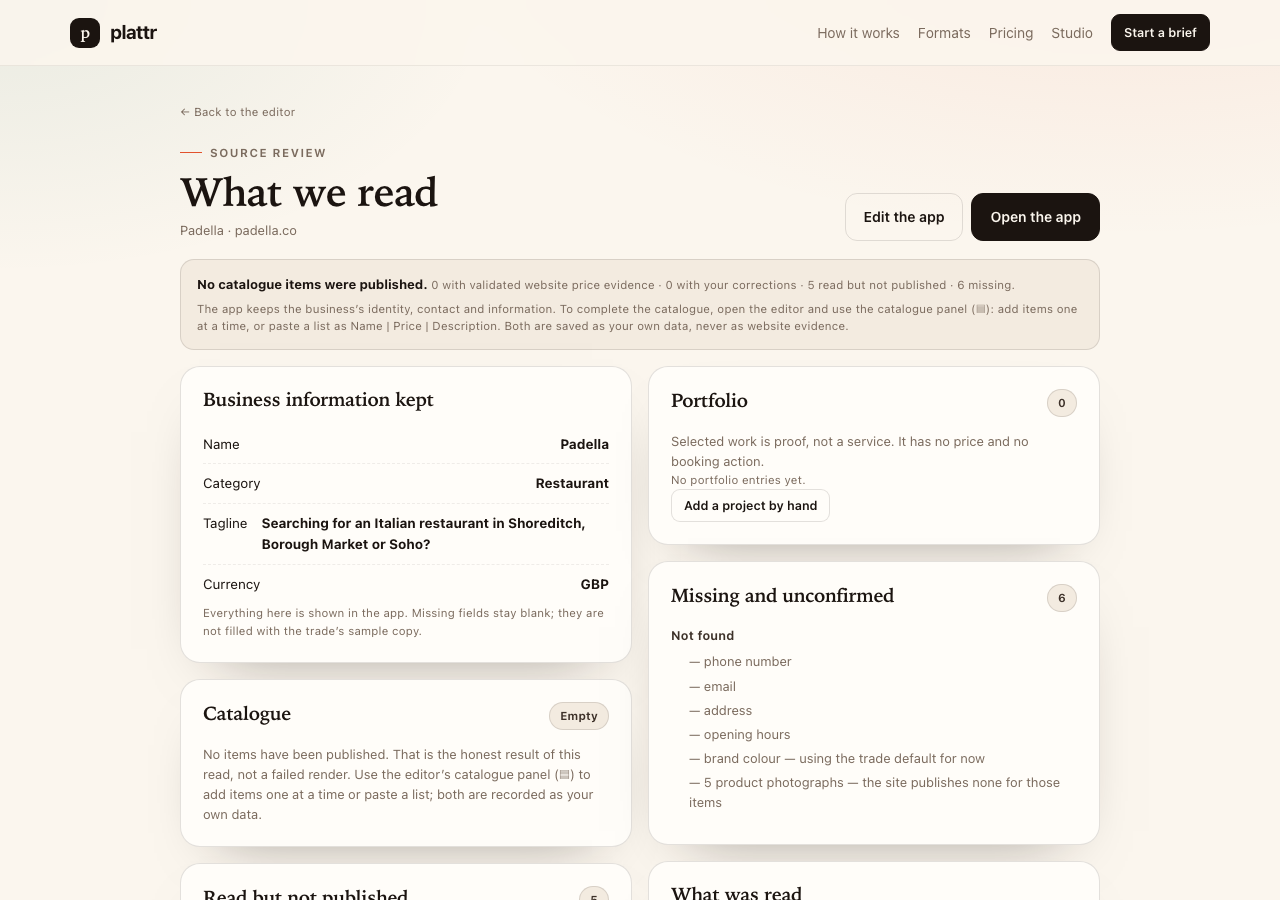 p plattr
How it works Formats Pricing Studio Start a brief
← Back to the editor
SOURCE REVIEW
What we read
Padella · padella.co
Edit the app Open the app
No catalogue items were published. 0 with validated website price evidence · 0 with your corrections · 5 read but not published · 6 missing.
The app keeps the business’s identity, contact and information. To complete the catalogue, open the editor and use the catalogue panel (▤): add items one
at a time, or paste a list as Name | Price | Description. Both are saved as your own data, never as website evidence.
Business information kept
Name Padella
Category Restaurant
Tagline Searching for an Italian restaurant in Shoreditch,
Borough Market or Soho?
Currency GBP
Everything here is shown in the app. Missing fields stay blank; they are
not filled with the trade’s sample copy.
Catalogue Empty
No items have been published. That is the honest result of this
read, not a failed render. Use the editor’s catalogue panel (▤) to
add items one at a time or paste a list; both are recorded as your
own data.
Read but not published 5
Portfolio 0
Selected work is proof, not a service. It has no price and no
booking action.
No portfolio entries yet.
Add a project by hand
Missing and unconfirmed 6
Not found
— phone number
— email
— address
— opening hours
— brand colour — using the trade default for now
— 5 product photographs — the site publishes none for those
items
What was read